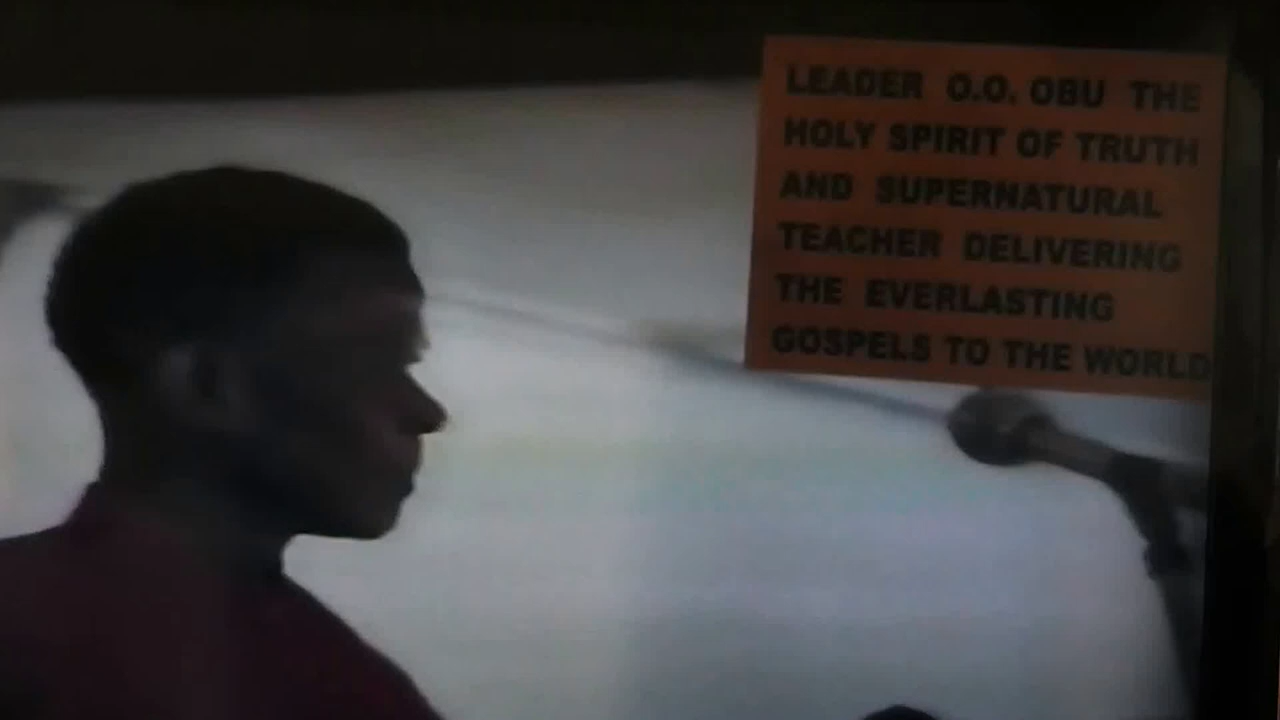 LEADER O.O. OBU THE
HOLY SPIRIT OF TRUTH
AND SUPERNATURAL
TEACHER DELIVERING
THE EVERLASTING
GOSPELS TO THE WORLD